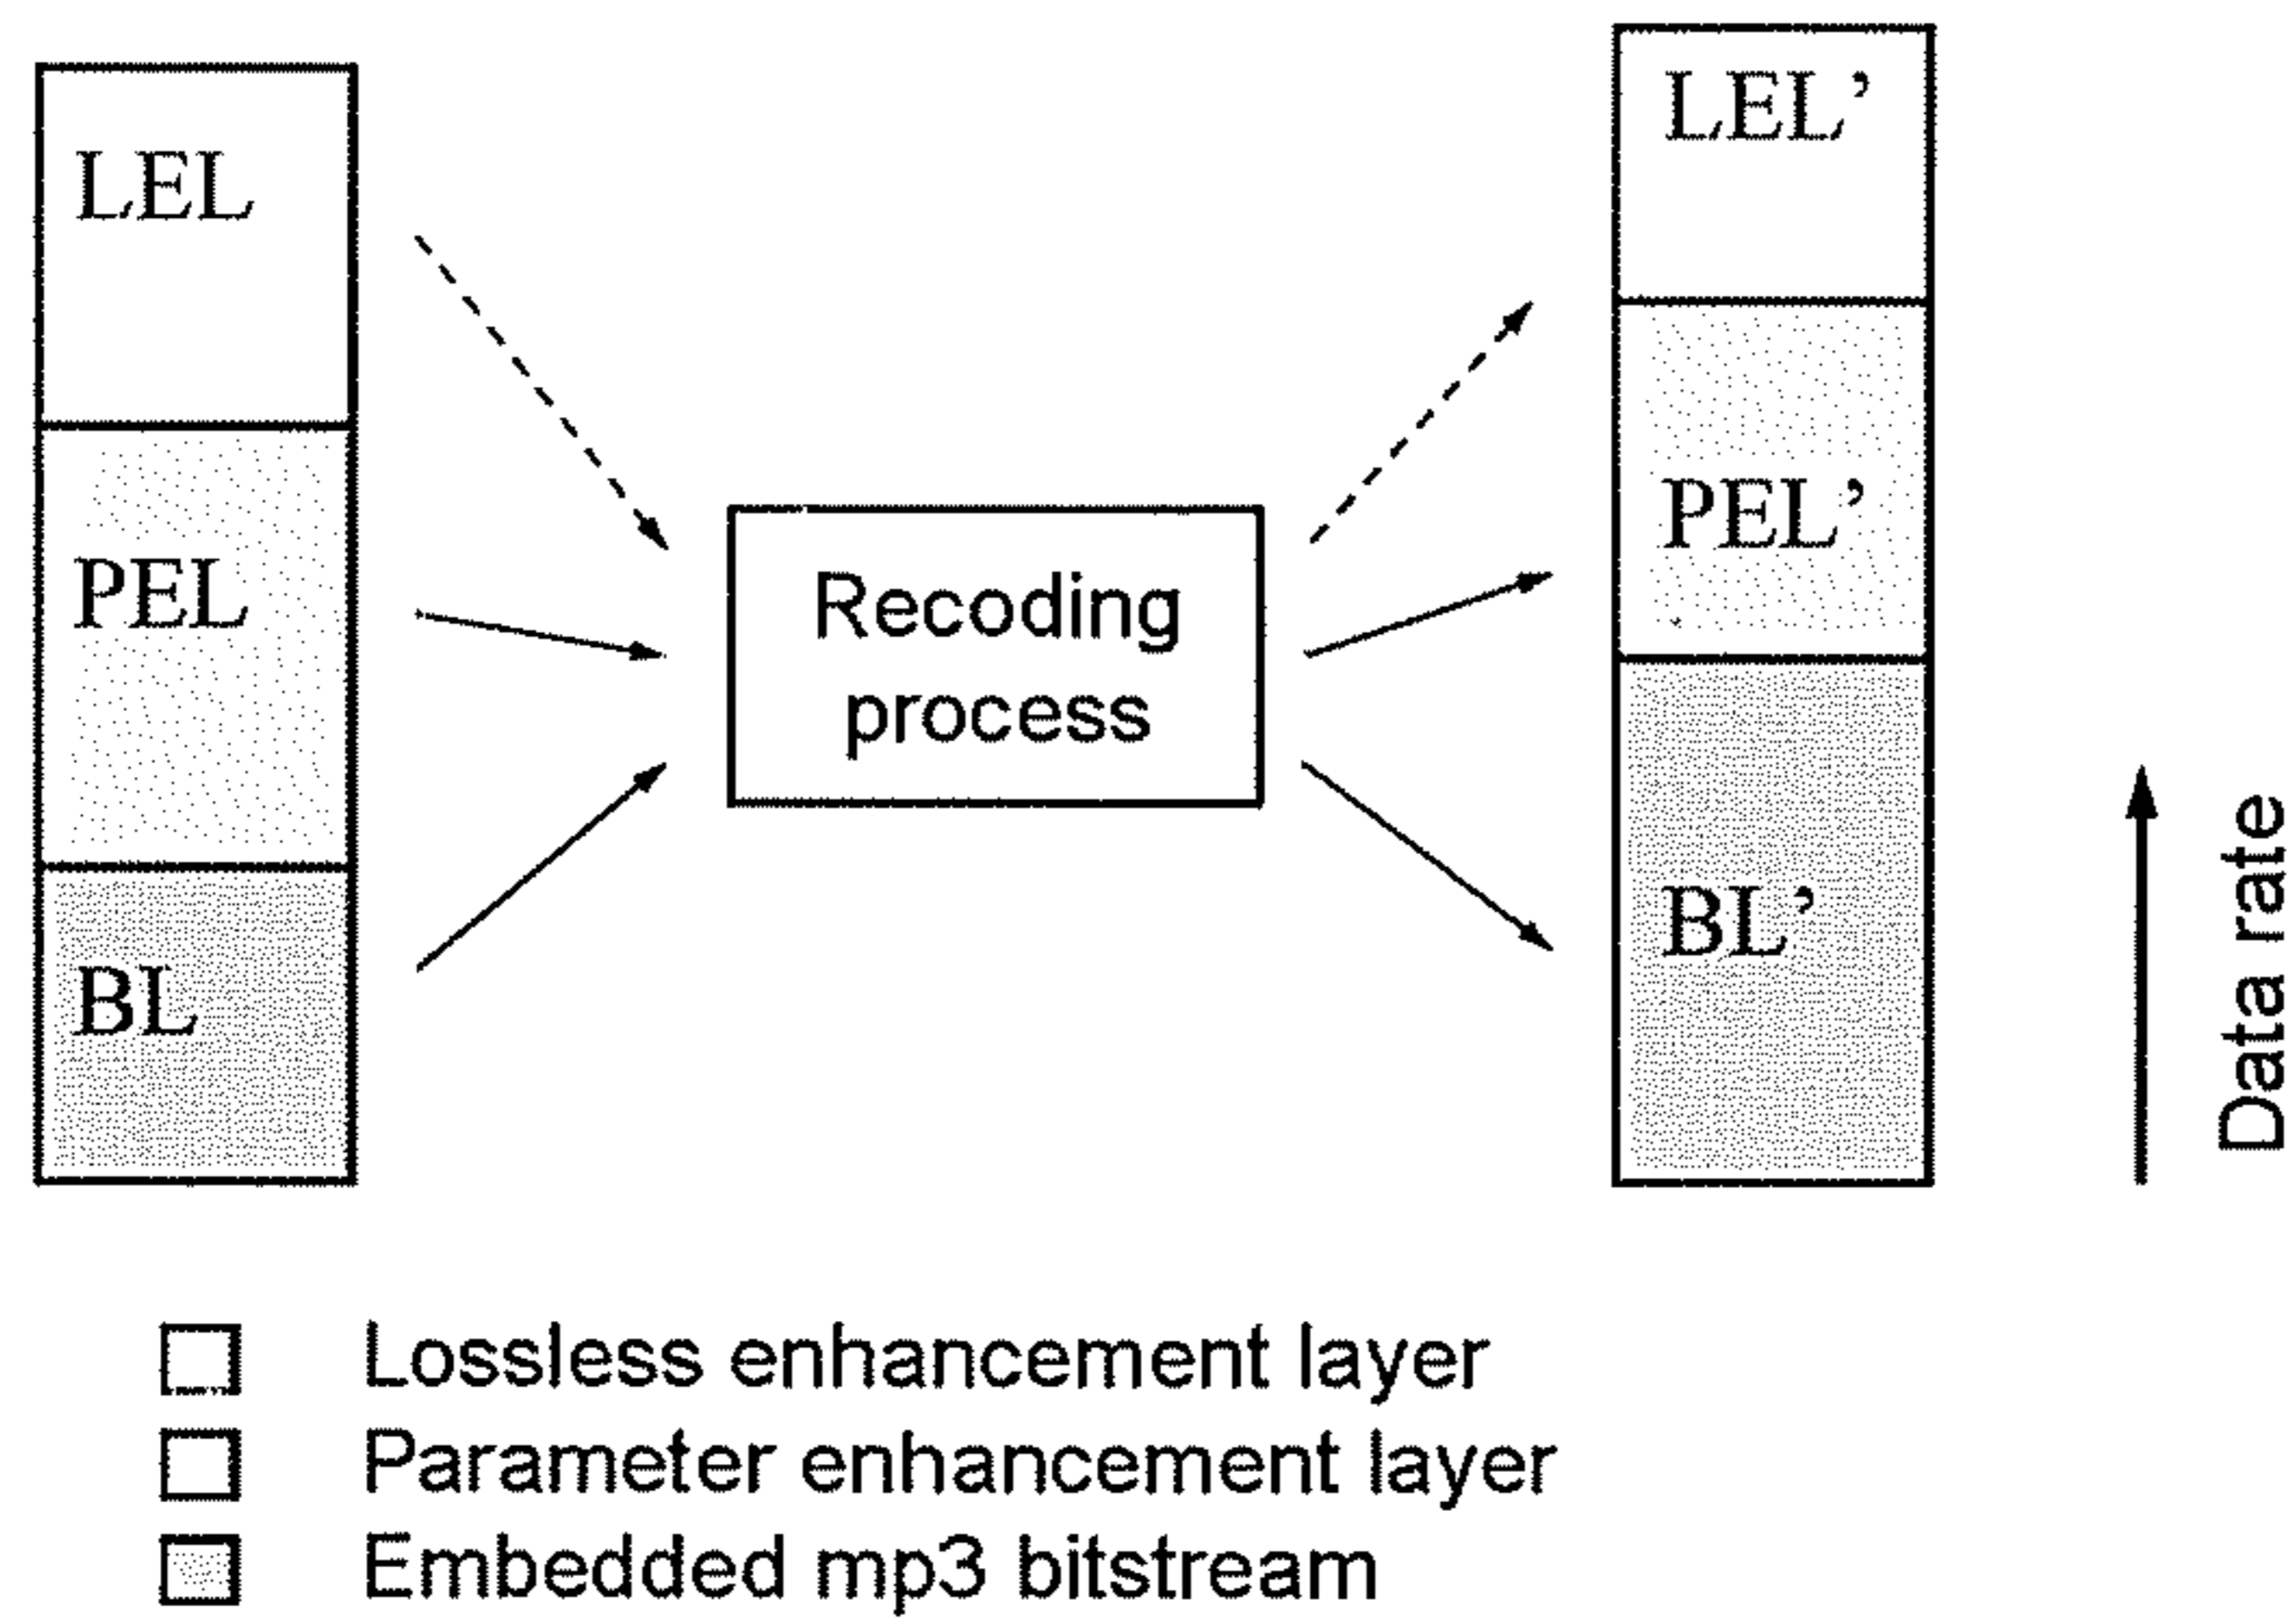 LEL
PEL
BL
Recoding
process
LEL’
PEL’
BL’
Data rate
Lossless enhancement layer
Parameter enhancement layer
Embedded mp3 bitstream